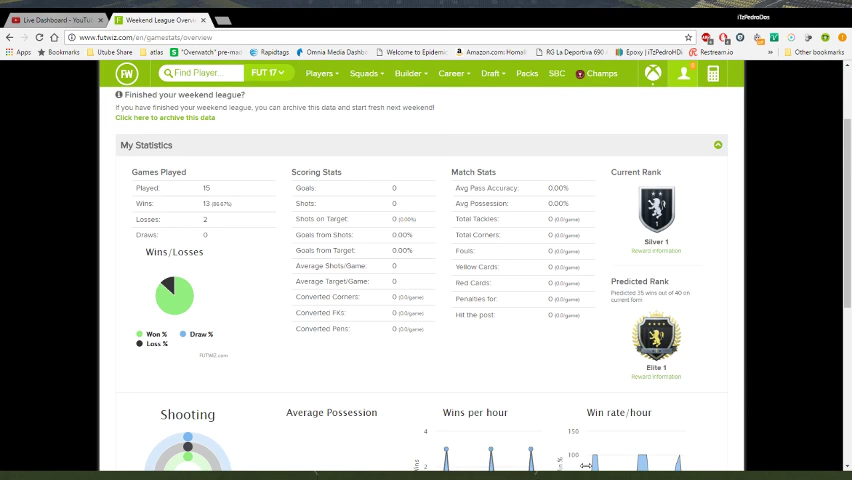 Live Dashboard - YouTu
Weekend League Overvi
iTzPedroDos
www.futwiz.com/en/gamestats/overview
Apps
Bookmarks
Utube Share
atlas
"Overwatch" pre-mad
Rapidtags
Omnia Media Dashbo
Welcome to Epidemic
Amazon.com: Homall
RG La Deportiva 690
Epoxy | iTzPedroHD
Restream
Other bookmarks
FW
Find Player...
FUT 17
Players
Squads
Builder
Career
Draft
Packs
SBC
Champs
Finished your weekend league?
If you have finished your weekend league, you can archive this data and start fresh next weekend!
Click here to archive this data
My Statistics
Games Played
Played: 15
Wins: 13 (86.67%)
Losses: 2
Draws: 0
Wins/Losses
Won %
Draw %
Loss %
FUTWIZ.com
Scoring Stats
Goals: 0
Shots: 0
Shots on Target: 0 (0.00%)
Goals from Shots: 0.00%
Goals from Target: 0.00%
Average Shots/Game: 0
Average Target/Game: 0
Converted Corners: 0 (0.0/game)
Converted FKs: 0 (0.0/game)
Converted Pens: 0 (0.0/game)
Match Stats
Avg Pass Accuracy: 0.00%
Avg Possession: 0.00%
Total Tackles: 0 (0.0/game)
Total Corners: 0 (0.0/game)
Fouls: 0 (0.0/game)
Yellow Cards: 0 (0.0/game)
Red Cards: 0 (0.0/game)
Penalties for: 0 (0.0/game)
Hit the post: 0 (0.0/game)
Current Rank
Silver 1
Reward information
Predicted Rank
Predicted 35 wins out of 40 on
current form
Elite 1
Reward information
Shooting
Average Possession
Wins per hour
4
2
Win rate/hour
150
100